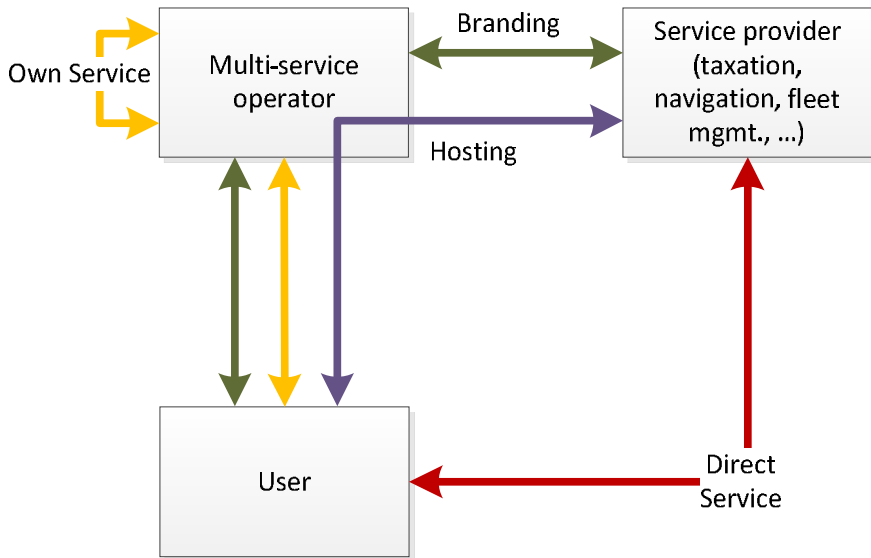 Branding
Own Service
Multi-service
operator
Service provider
(taxation,
navigation, fleet
mgmt., ...)
Hosting
User
Direct
Service